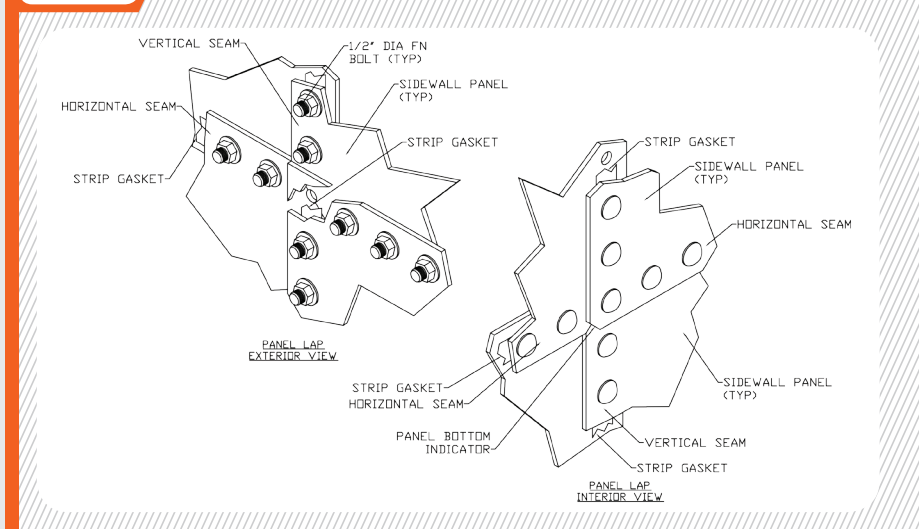 VERTICAL SEAM
1/2" DIA FN
BOLT (TYP)
SIDEWALL PANEL
(TYP)
HORIZONTAL SEAM
STRIP GASKET
STRIP GASKET
PANEL LAP
EXTERIOR VIEW
STRIP GASKET
SIDEWALL PANEL
(TYP)
HORIZONTAL SEAM
STRIP GASKET
HORIZONTAL SEAM
SIDEWALL PANEL
(TYP)
PANEL BOTTOM
INDICATOR
VERTICAL SEAM
STRIP GASKET
PANEL LAP
INTERIOR VIEW